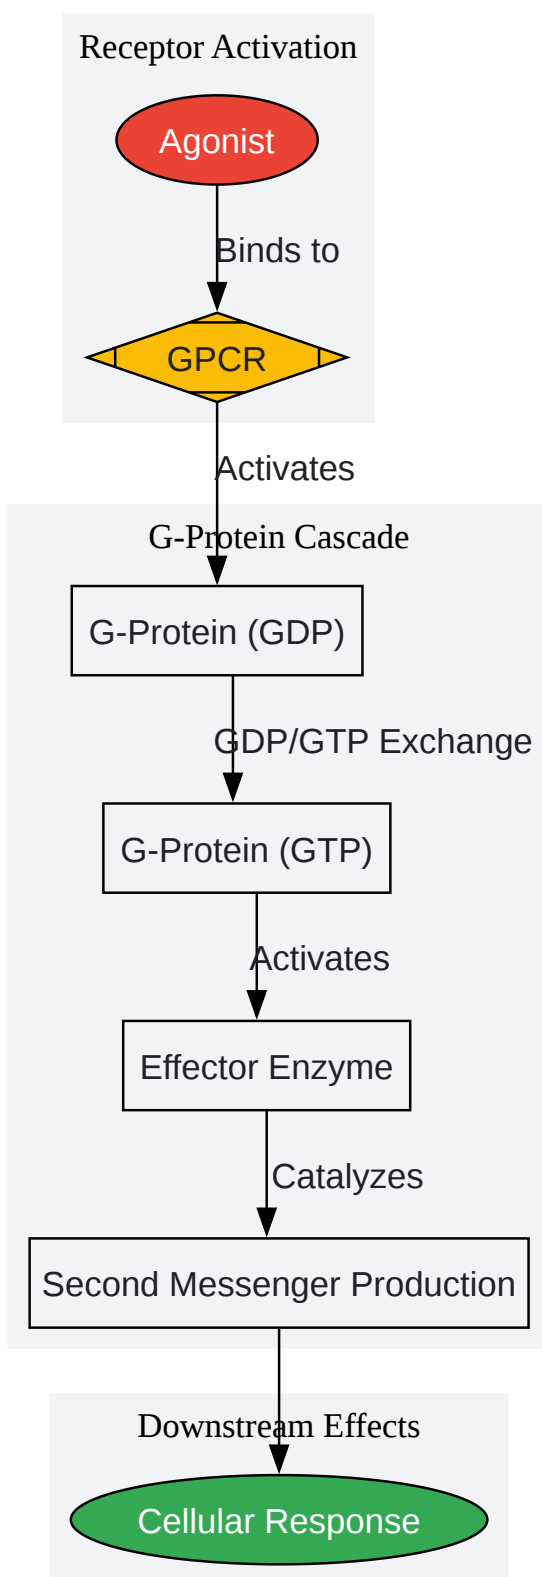 Receptor Activation
Agonist
Binds to
GPCR
Activates
G-Protein Cascade
G-Protein (GDP)
GDP/GTP Exchange
G-Protein (GTP)
Activates
Effector Enzyme
Catalyzes
Second Messenger Production
Downstream Effects
Cellular Response